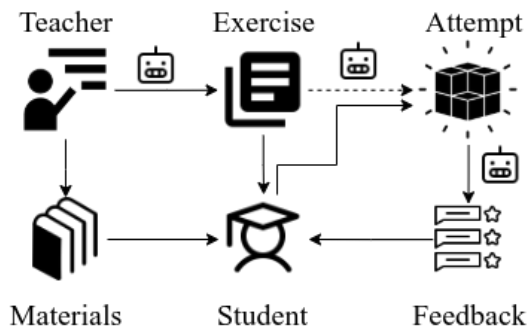 Teacher
Exercise
Attempt
Materials
Student
Feedback